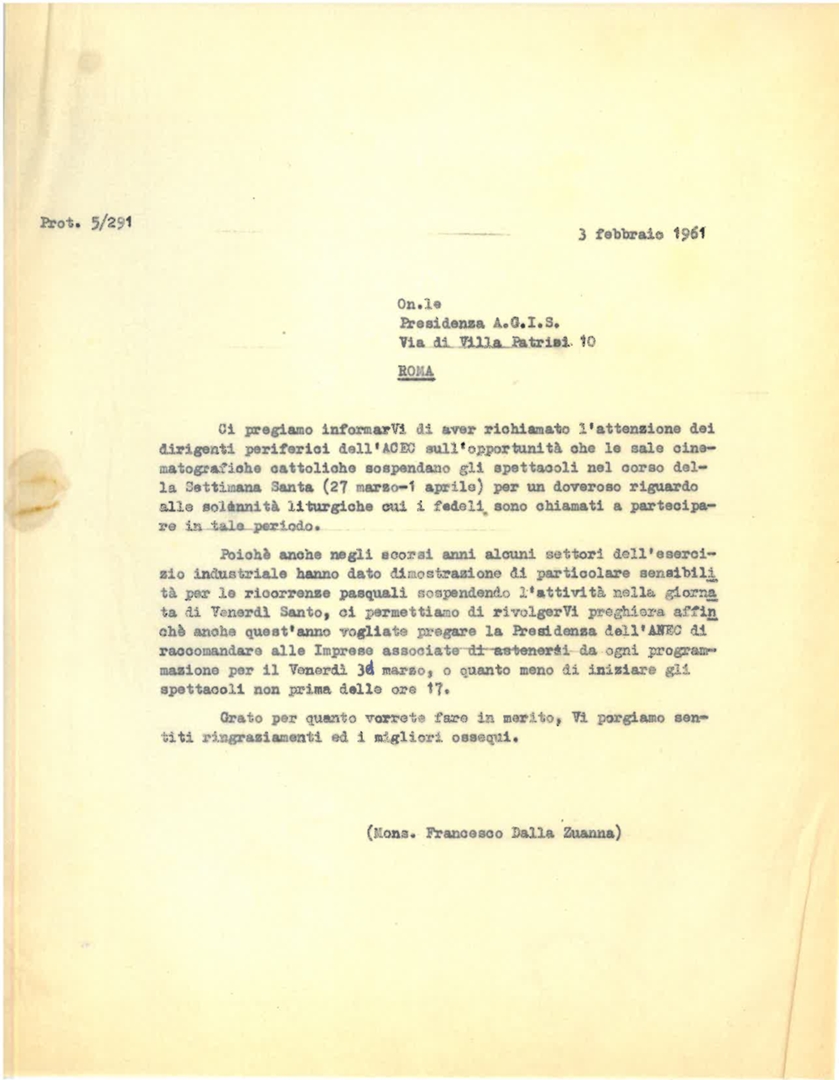 Prot. 5/291
3 febbraio 1961
On.le
Presidenza A.G.I.S.
Via di Villa Patrizi 10
ROMA
Ci pregiamo informarVi di aver richiamato l'attenzione dei
dirigenti periferici dell'ACEC sull'opportunità che le sale cine-
matografiche cattoliche sospendano gli spettacoli nel corso del-
la Settimana Santa (27 marzo-1 aprile) per un doveroso riguardo
alle solennità liturgiche cui i fedeli sono chiamati a partecipa-
re in tale periodo.
Poichè anche negli scorsi anni alcuni settori dell'eserci-
zio industriale hanno dato dimostrazione di particolare sensibili
tà per le ricorrenze pasquali sospendendo l'attività nella giorna
ta di Venerdì Santo, ci permettiamo di rivolgerVi preghiera affin
chè anche quest'anno vogliate pregare la Presidenza dell'ANEC di
raccomandare alle Imprese associate di astenersi da ogni program-
mazione per il Venerdì 31 marzo, o quanto meno di iniziare gli
spettacoli non prima delle ore 17.
Grato per quanto vorrete fare in merito, Vi porgiamo sen-
titi ringraziamenti ed i migliori ossequi.
(Mons. Francesco Dalla Zuanna)